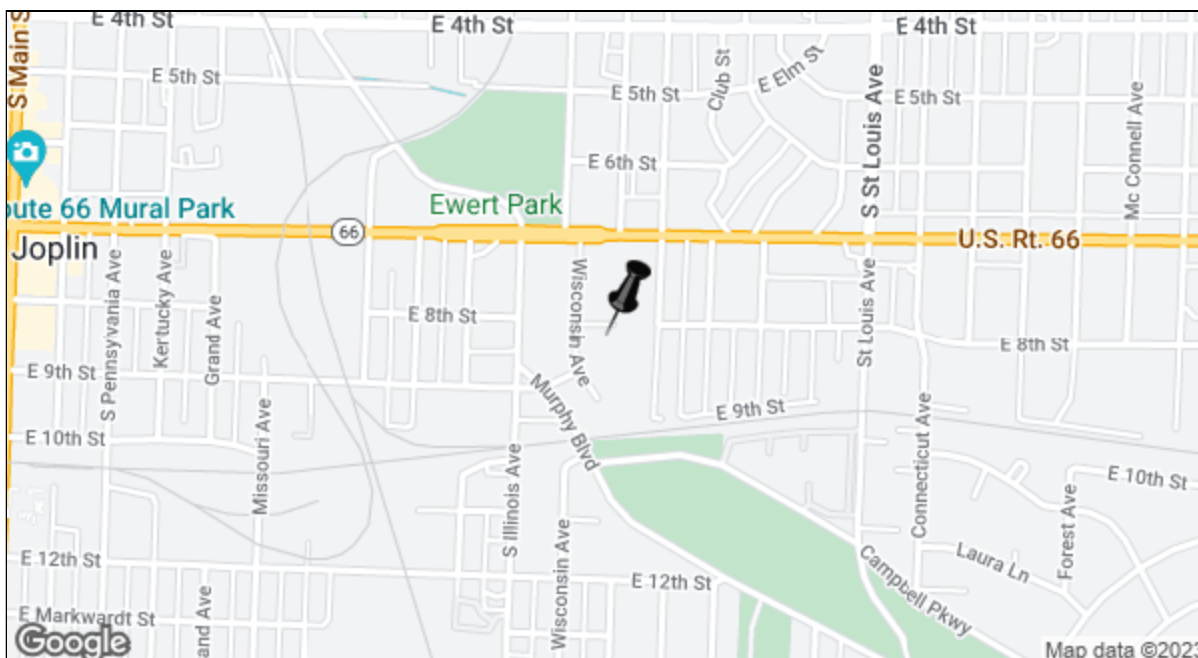 E 4th St
E 4th St
E 4th St
S Main S
E 5th St
E 5th St
Club St
E Elm St
E 5th St
S St Louis Ave
Mc Connell Ave
E 6th St
oute 66 Mural Park
Ewert Park
66
U.S. Rt. 66
Joplin
S Pennsylvania Ave
Kertucky Ave
Grand Ave
Wisconsin Ave
St Louis Ave
E 8th St
E 8th St
E 9th St
Murphy Blvd
E 9th St
Missouri Ave
E 10th St
S Illinois Ave
Connecticut Ave
E 10th St
Forest Ave
Wisconsin Ave
Laura Ln
E 12th St
E 12th St
Campbell Pkwy
E Markwardt St
and Ave
Google
Map data ©2023